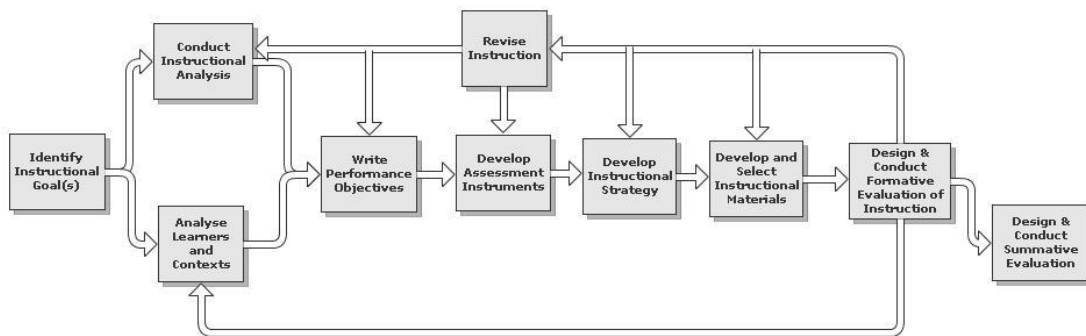 Identify
Instructional
Goal(s)
Conduct
Instructional
Analysis
Analyse
Learners
and
Contexts
Revise
Instruction
Write
Performance
Objectives
Develop
Assessment
Instruments
Develop
Instructional
Strategy
Develop and
Select
Instructional
Materials
Design &
Conduct
Formative
Evaluation of
Instruction
Design &
Conduct
Summative
Evaluation